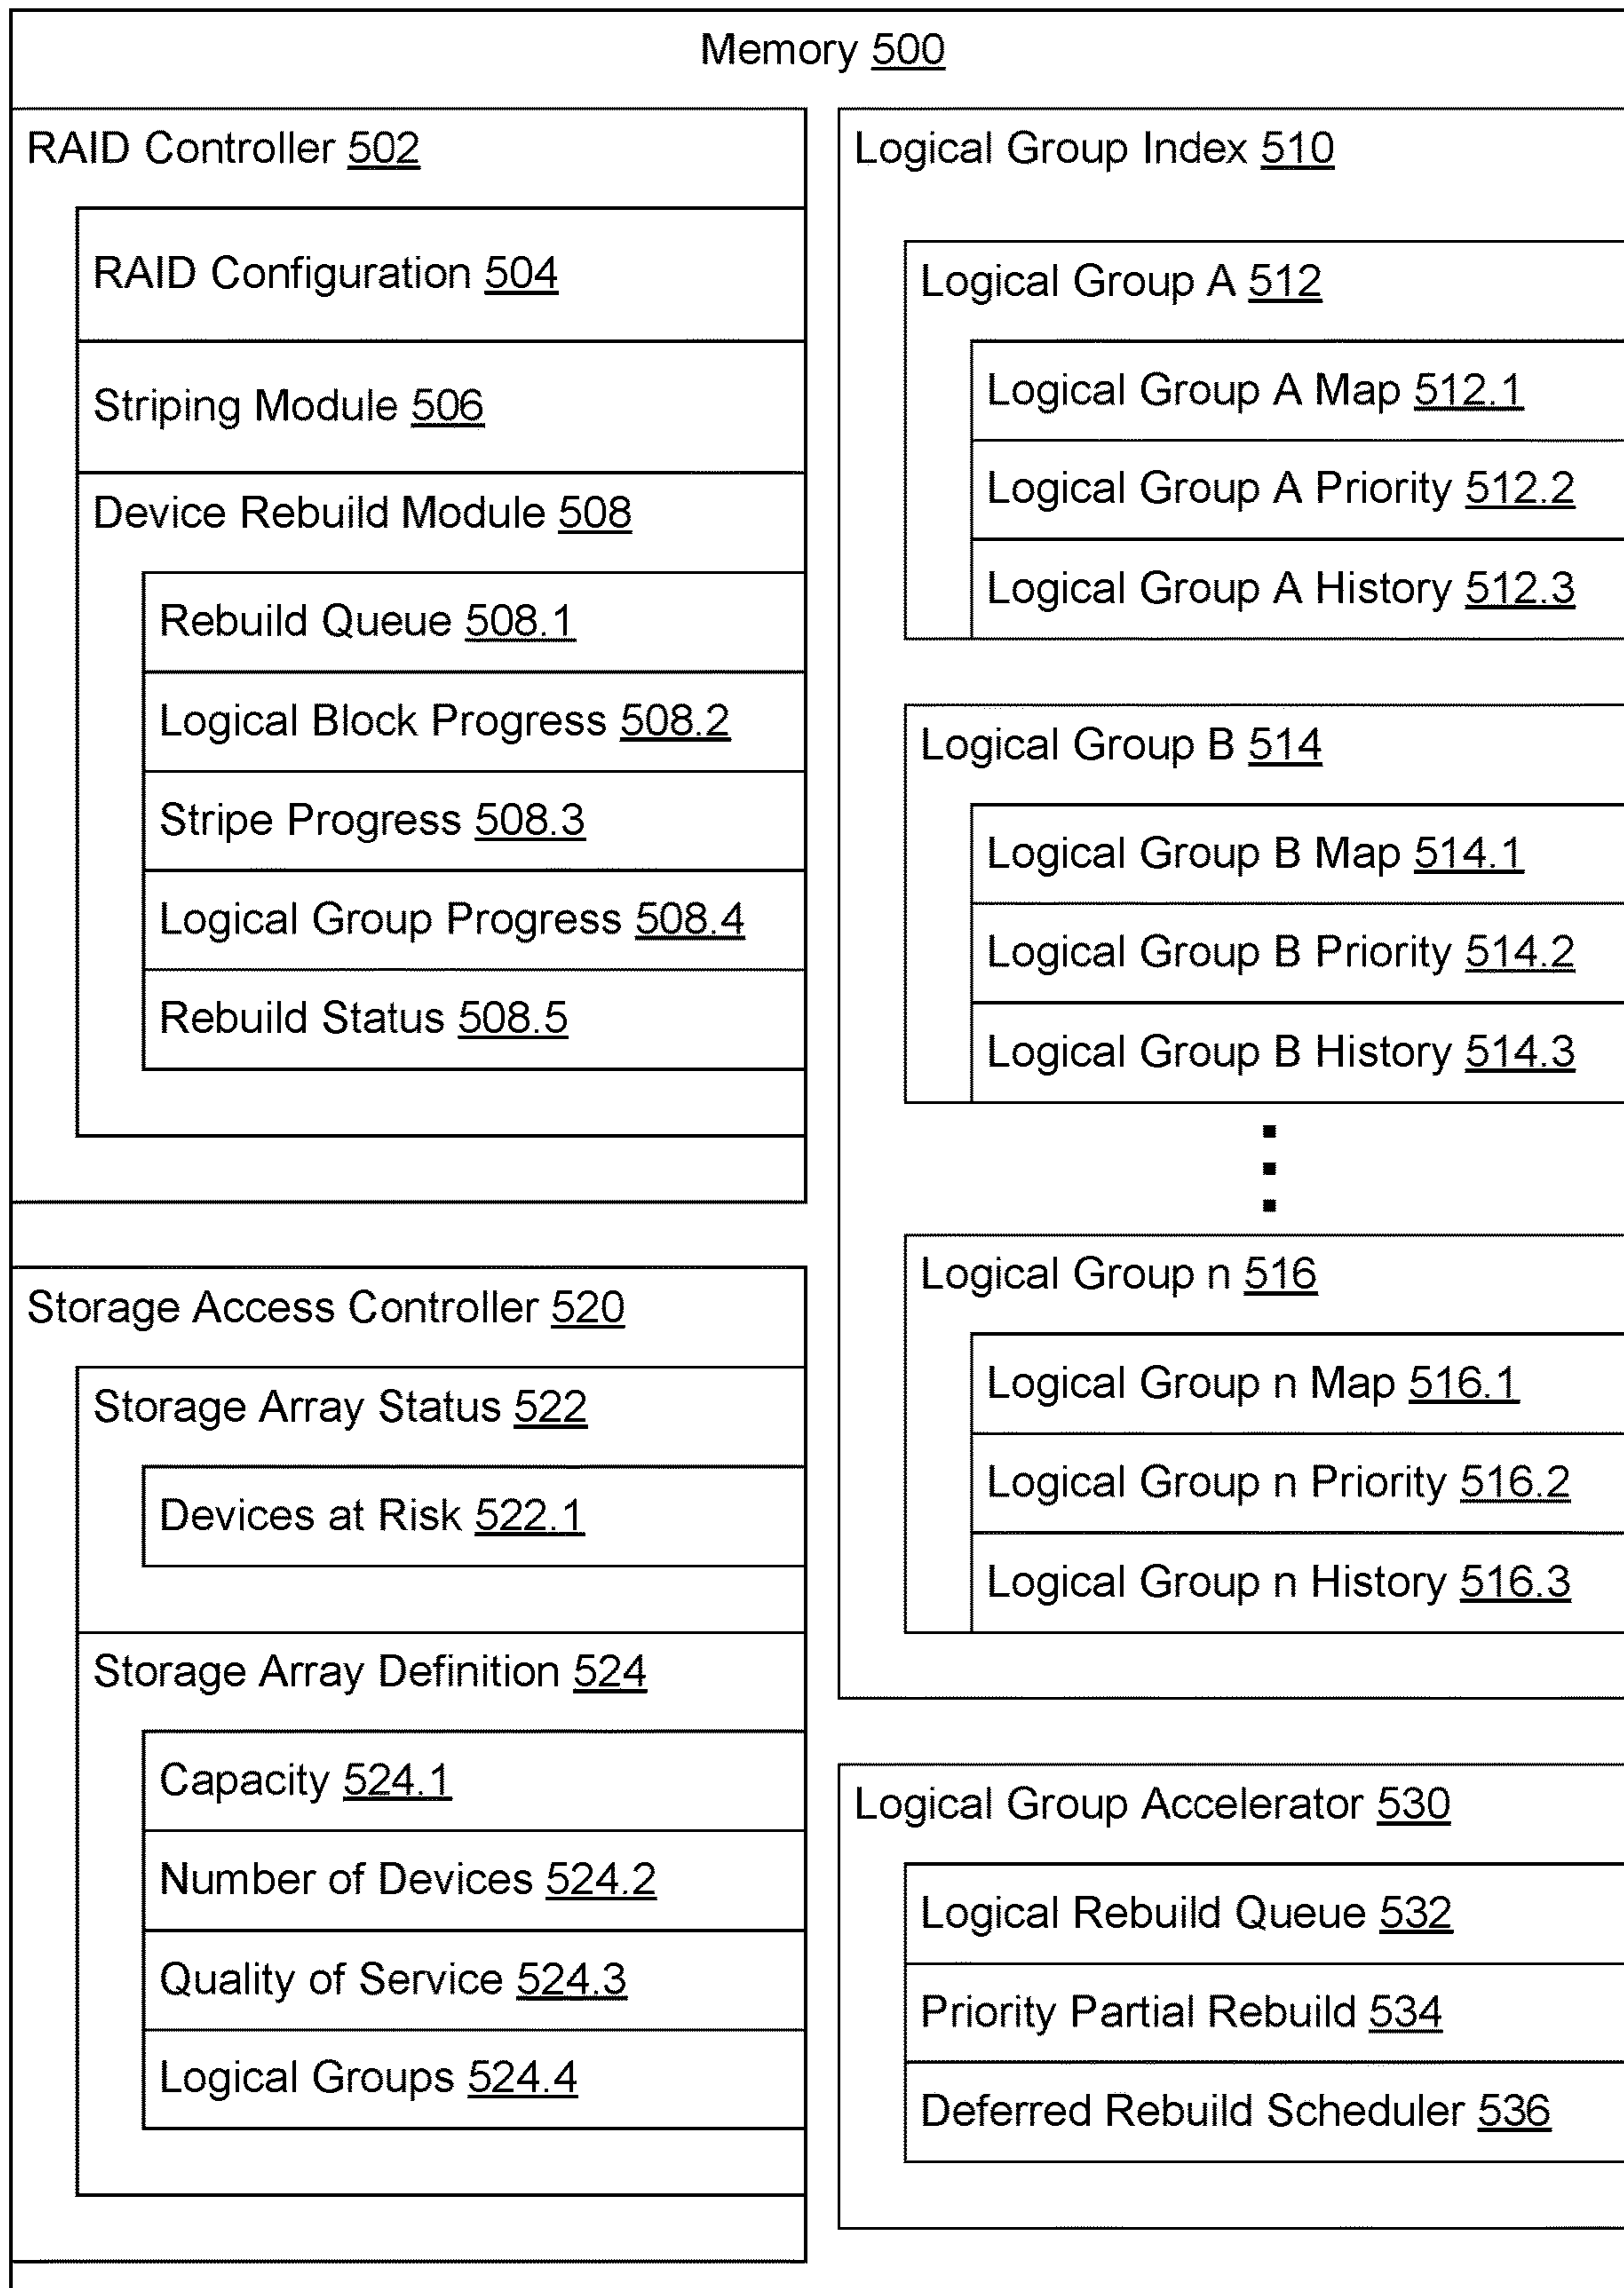 Memory 500
RAID Controller 502
RAID Configuration 504
Striping Module 506
Device Rebuild Module 508
Rebuild Queue 508.1
Logical Block Progress 508.2
Stripe Progress 508.3
Logical Group Progress 508.4
Rebuild Status 508.5
Storage Access Controller 520
Storage Array Status 522
Devices at Risk 522.1
Storage Array Definition 524
Capacity 524.1
Number of Devices 524.2
Quality of Service 524.3
Logical Groups 524.4
Logical Group Index 510
Logical Group A 512
Logical Group A Map 512.1
Logical Group A Priority 512.2
Logical Group A History 512.3
Logical Group B 514
Logical Group B Map 514.1
Logical Group B Priority 514.2
Logical Group B History 514.3
Logical Group n 516
Logical Group n Map 516.1
Logical Group n Priority 516.2
Logical Group n History 516.3
Logical Group Accelerator 530
Logical Rebuild Queue 532
Priority Partial Rebuild 534
Deferred Rebuild Scheduler 536